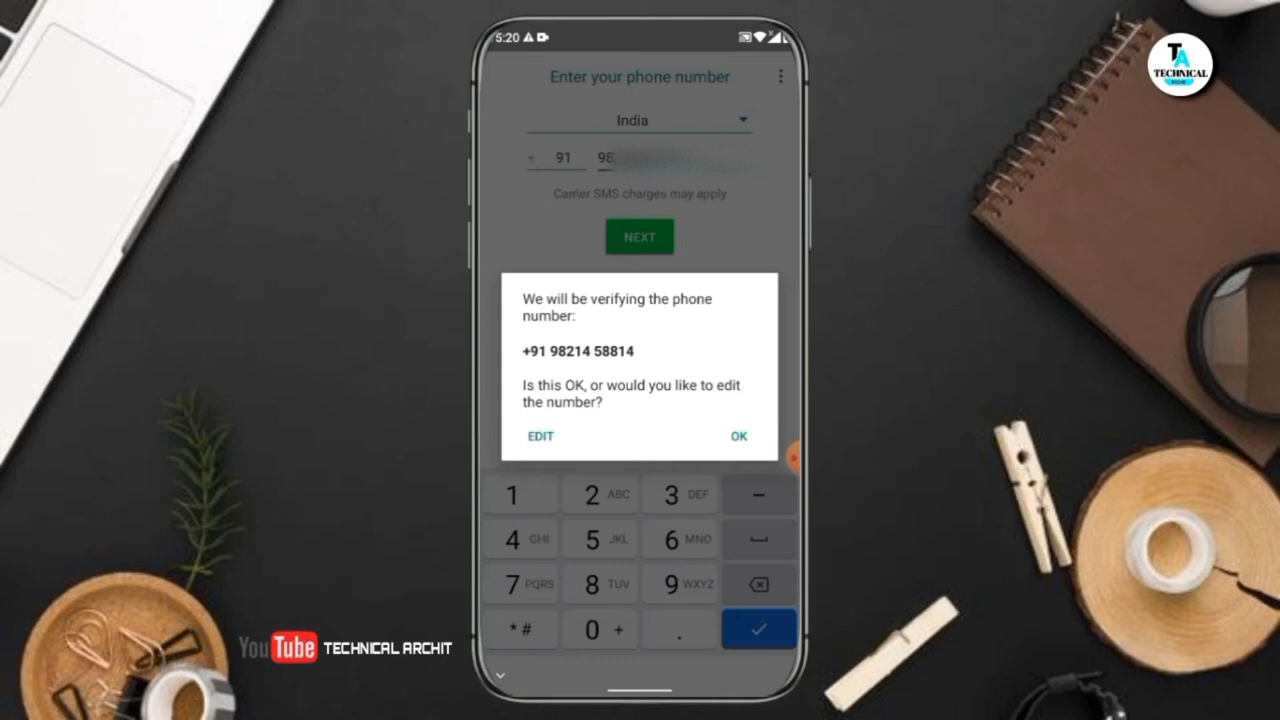 5:20
Enter your phone number
India
+ 91 98
Carrier SMS charges may apply
NEXT
We will be verifying the phone
number:
+91 98214 58814
Is this OK, or would you like to edit
the number?
EDIT OK
1 2 ABC 3 DEF −
4 GHI 5 JKL 6 MNO
7 PQRS 8 TUV 9 WXYZ
* # 0 + .
TA
TECHNICAL
YouTube TECHNICAL ARCHIT